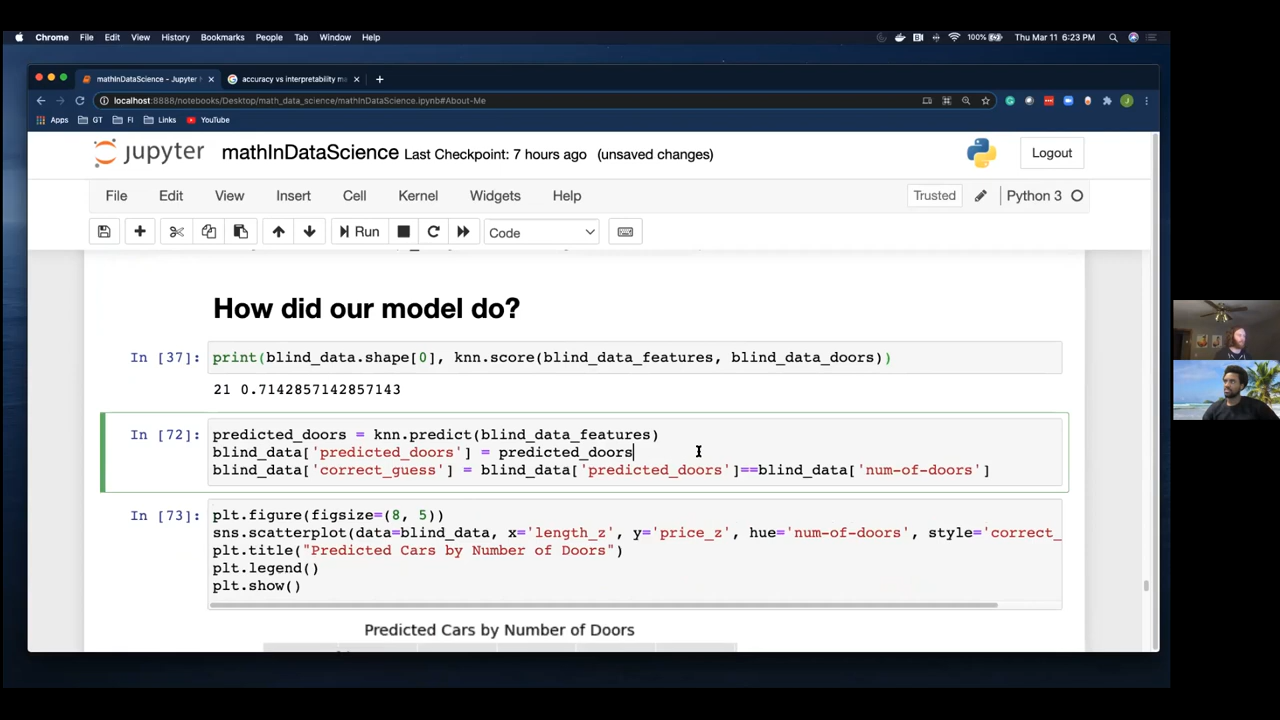 Chrome File Edit View History Bookmarks People Tab Window Help 100% Thu Mar 11 6:23 PM
mathInDataScience - Jupyter N × accuracy vs interpretability ma × +
localhost:8888/notebooks/Desktop/math_data_science/mathInDataScience.ipynb#About-Me
Apps GT FI Links YouTube
jupyter mathInDataScience Last Checkpoint: 7 hours ago (unsaved changes) Logout
File Edit View Insert Cell Kernel Widgets Help Trusted Python 3
Run Code
How did our model do?
In [37]: print(blind_data.shape[0], knn.score(blind_data_features, blind_data_doors))
21 0.7142857142857143
In [72]: predicted_doors = knn.predict(blind_data_features)
blind_data['predicted_doors'] = predicted_doors
blind_data['correct_guess'] = blind_data['predicted_doors']==blind_data['num-of-doors']
In [73]: plt.figure(figsize=(8, 5))
sns.scatterplot(data=blind_data, x='length_z', y='price_z', hue='num-of-doors', style='correct_
plt.title("Predicted Cars by Number of Doors")
plt.legend()
plt.show()
Predicted Cars by Number of Doors